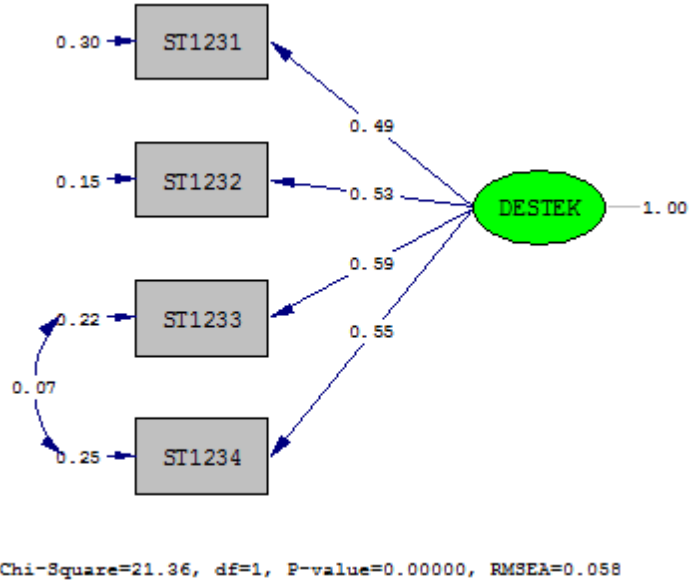 0.30
ST1231
0.49
0.15
ST1232
0.53
DESTEK
1.00
0.59
0.22
ST1233
0.55
0.07
0.25
ST1234
Chi-Square=21.36, df=1, P-value=0.00000, RMSEA=0.058